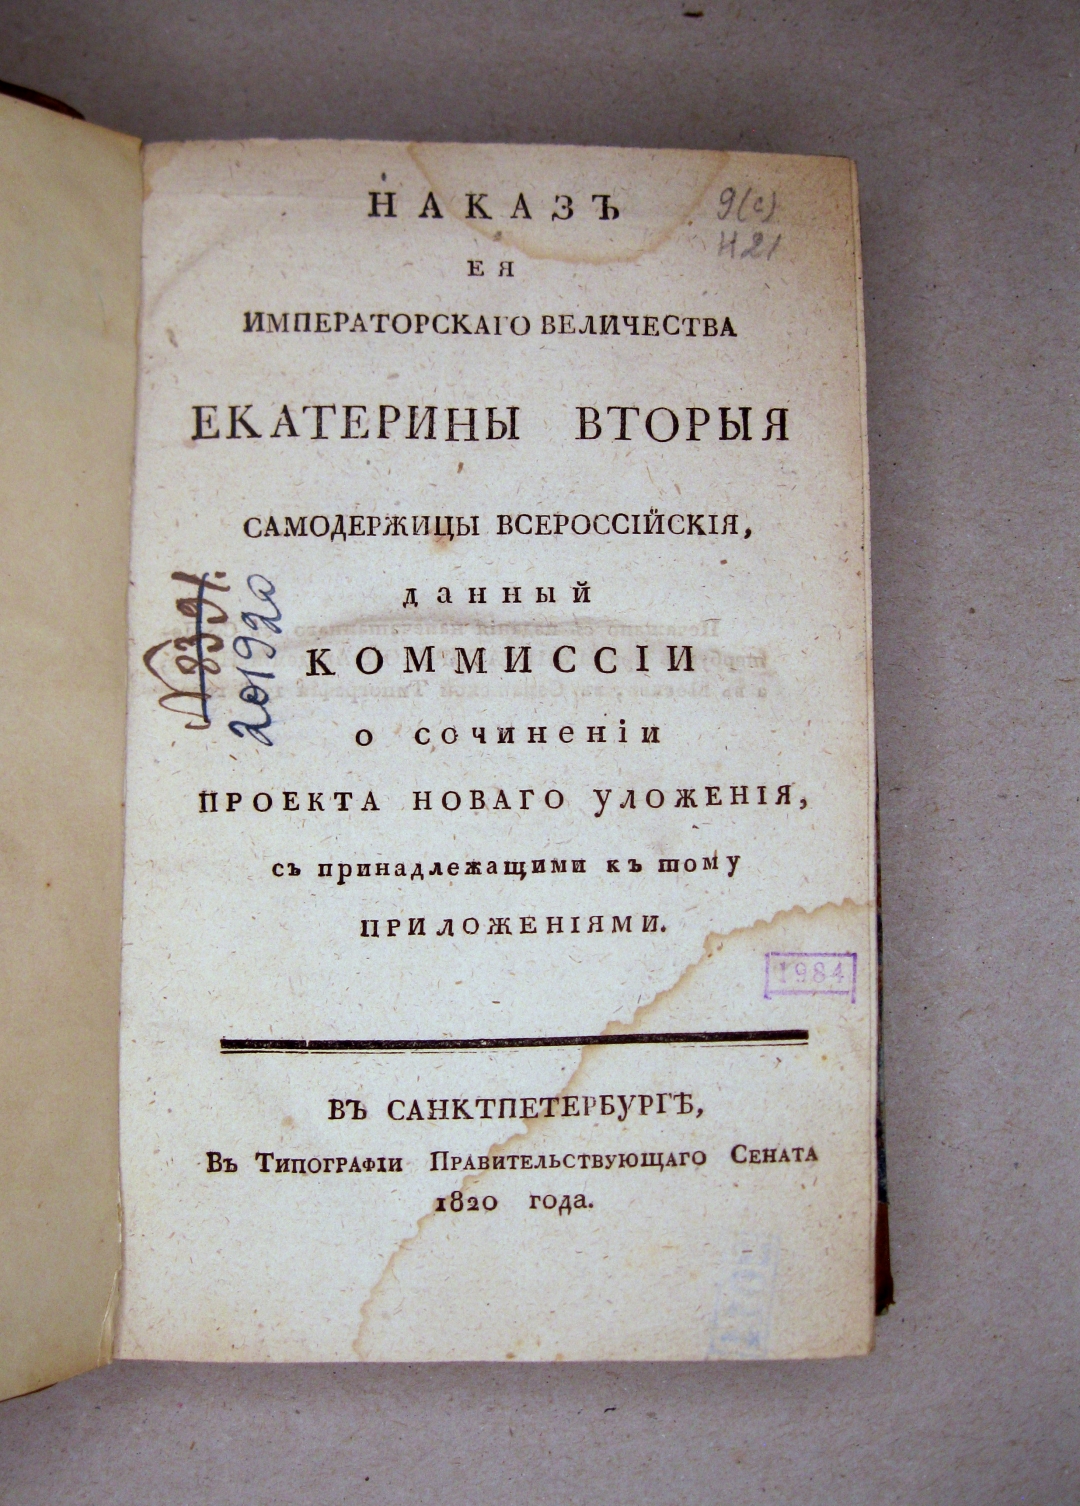 НАКАЗЪ
ЕЯ
ИМПЕРАТОРСКАГО ВЕЛИЧЕСТВА
ЕКАТЕРИНЫ ВТОРЫЯ
САМОДЕРЖИЦЫ ВСЕРОССІЙСКІЯ,
данный
КОММИССІИ
о сочиненіи
ПРОЕКТА НОВАГО УЛОЖЕНІЯ,
съ принадлежащими къ тому
ПРИЛОЖЕНІЯМИ.
ВЪ САНКТПЕТЕРБУРГѢ,
Въ Типографіи Правительствующаго Сената
1820 года.
9(с)
Н21
20192
1984